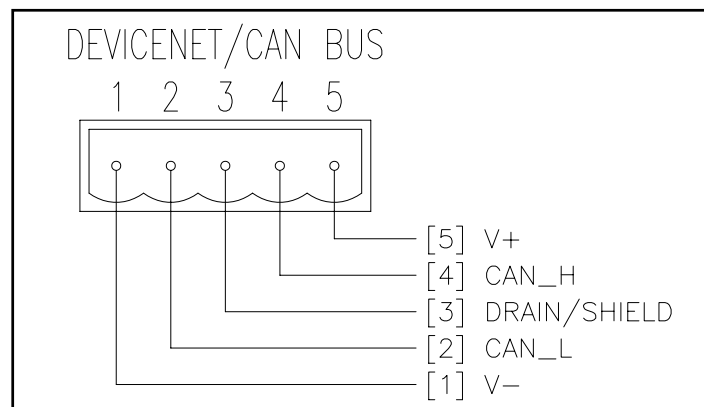 DEVICENET/CAN BUS
1 2 3 4 5
[5] V+
[4] CAN_H
[3] DRAIN/SHIELD
[2] CAN_L
[1] V-